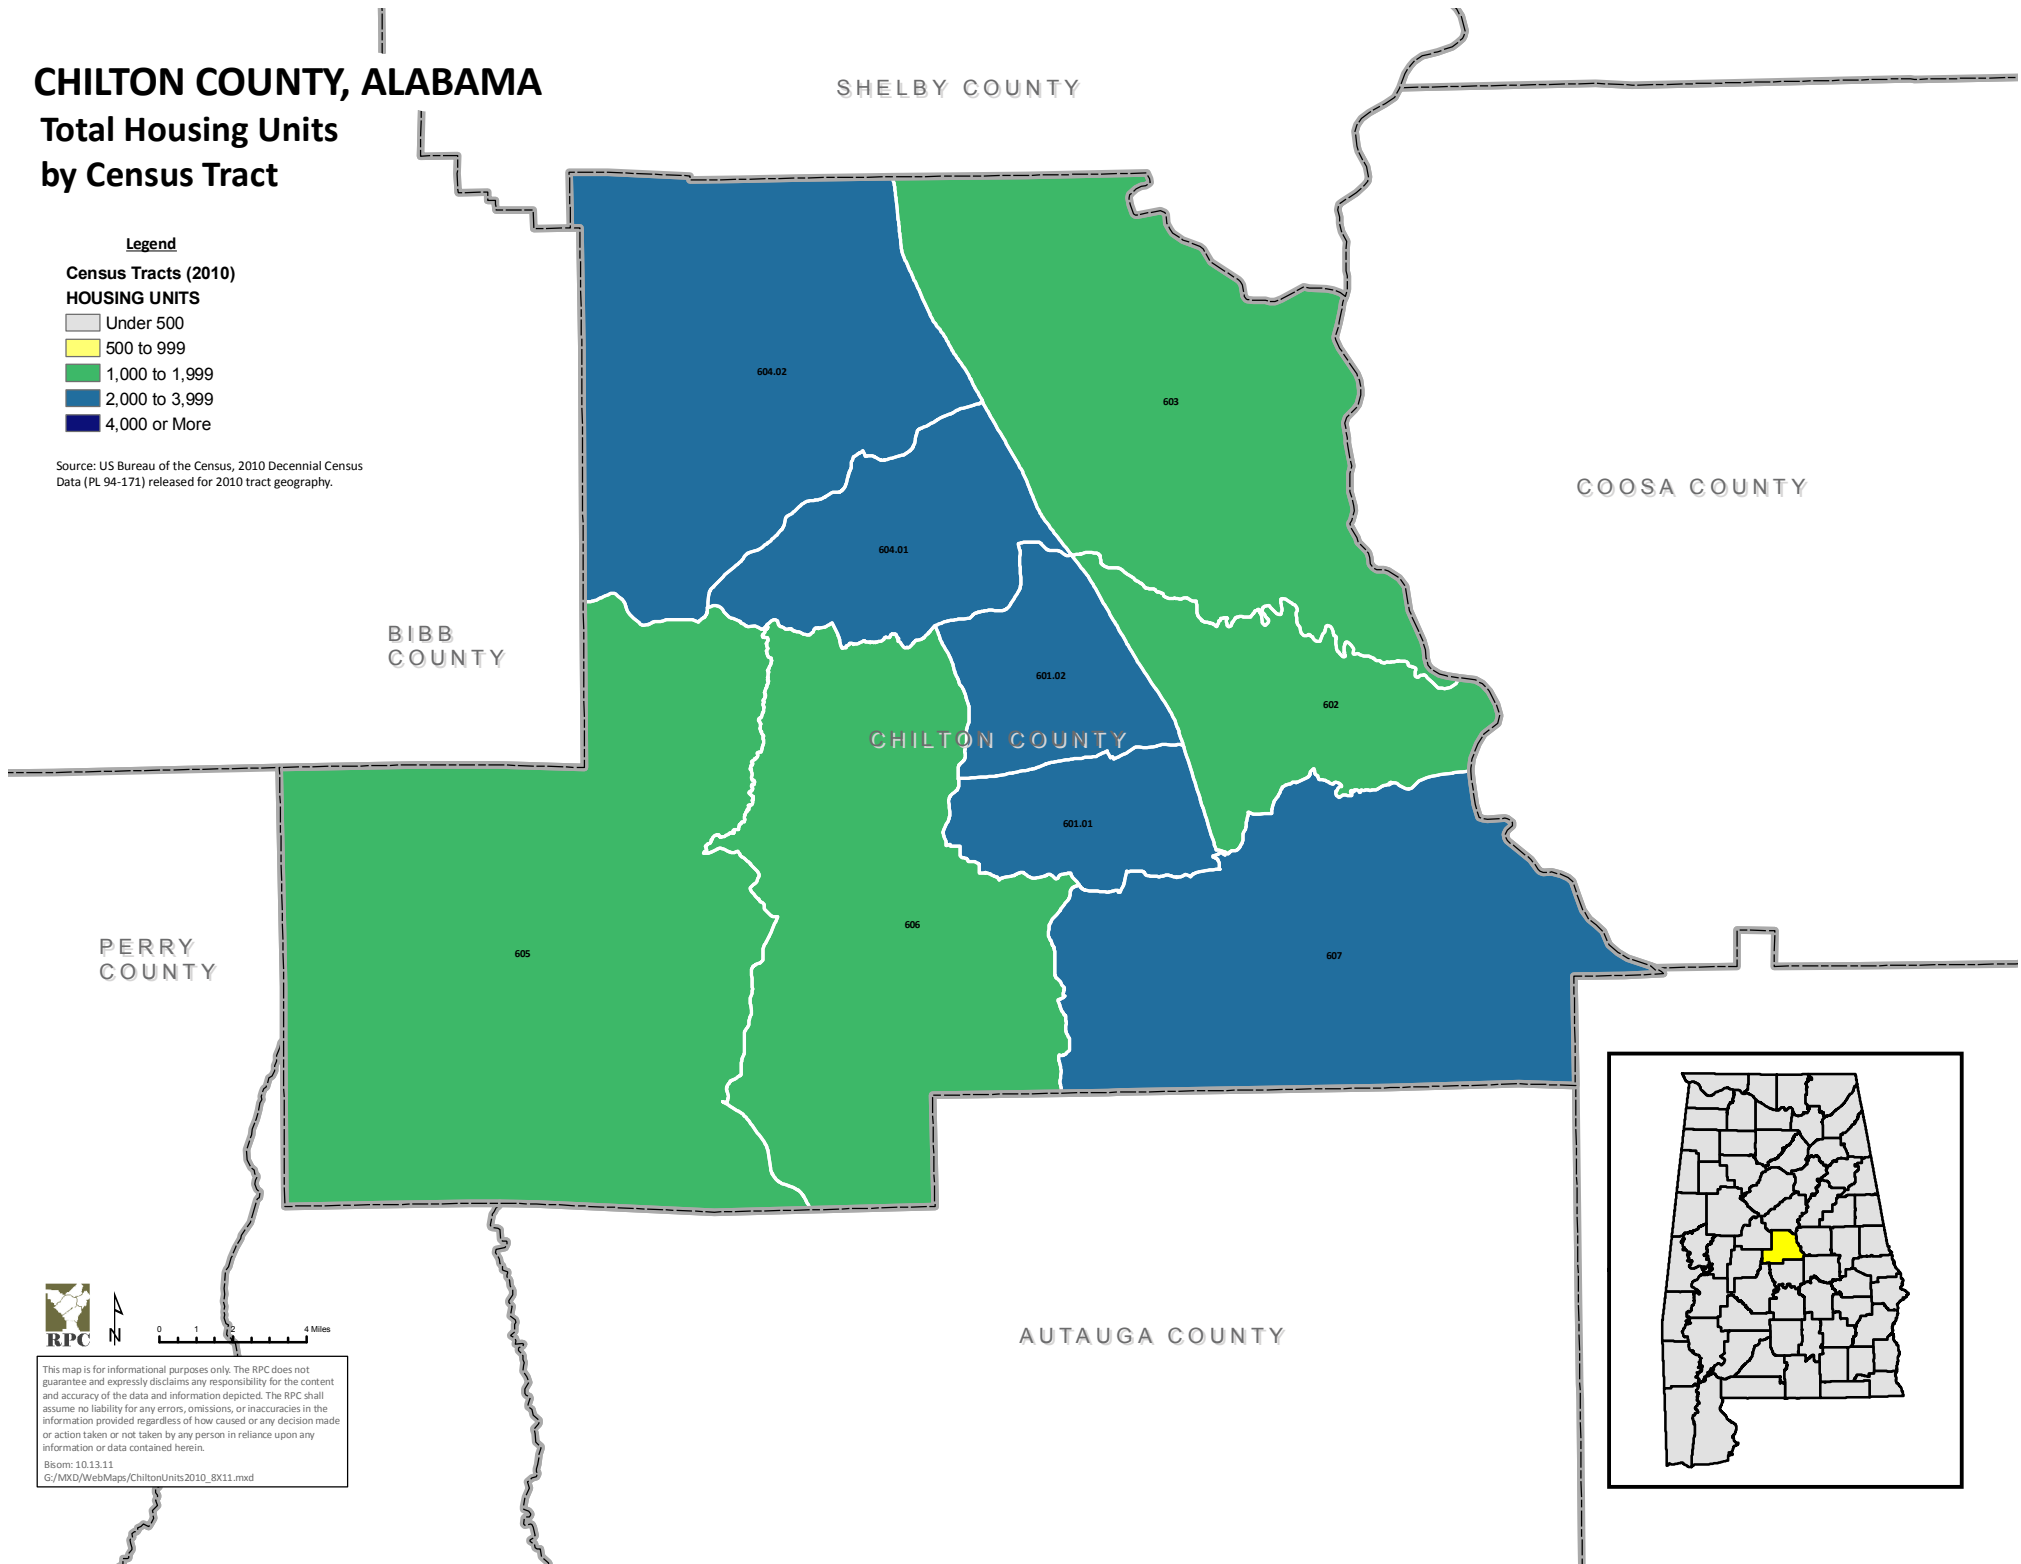 CHILTON COUNTY, ALABAMA
Total Housing Units
by Census Tract
Legend
Census Tracts (2010)
HOUSING UNITS
Under 500
500 to 999
1,000 to 1,999
2,000 to 3,999
4,000 or More
Source: US Bureau of the Census, 2010 Decennial Census
Data (PL 94-171) released for 2010 tract geography.
SHELBY COUNTY
604.02
603
COOSA COUNTY
604.01
BIBB
COUNTY
601.02
602
CHILTON COUNTY
601.01
606
PERRY
COUNTY
605
607
AUTAUGA COUNTY
RPC
N
0 1 2 4 Miles
This map is for informational purposes only. The RPC does not
guarantee and expressly disclaims any responsibility for the content
and accuracy of the data and information depicted. The RPC shall
assume no liability for any errors, omissions, or inaccuracies in the
information provided regardless of how caused or any decision made
or action taken or not taken by any person in reliance upon any
information or data contained herein.
Bisom: 10.13.11
G:/MXD/WebMaps/ChiltonUnits2010_8X11.mxd